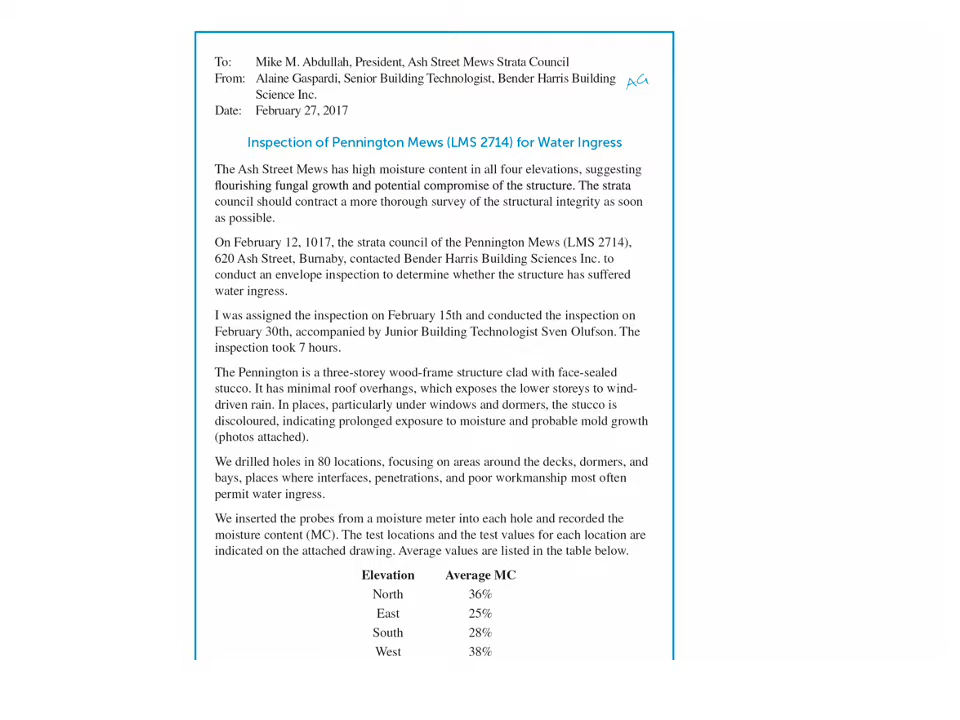 To: Mike M. Abdullah, President, Ash Street Mews Strata Council
From: Alaine Gaspardi, Senior Building Technologist, Bender Harris Building AG
Science Inc.
Date: February 27, 2017
Inspection of Pennington Mews (LMS 2714) for Water Ingress
The Ash Street Mews has high moisture content in all four elevations, suggesting
flourishing fungal growth and potential compromise of the structure. The strata
council should contract a more thorough survey of the structural integrity as soon
as possible.
On February 12, 1017, the strata council of the Pennington Mews (LMS 2714),
620 Ash Street, Burnaby, contacted Bender Harris Building Sciences Inc. to
conduct an envelope inspection to determine whether the structure has suffered
water ingress.
I was assigned the inspection on February 15th and conducted the inspection on
February 30th, accompanied by Junior Building Technologist Sven Olufson. The
inspection took 7 hours.
The Pennington is a three-storey wood-frame structure clad with face-sealed
stucco. It has minimal roof overhangs, which exposes the lower storeys to wind-
driven rain. In places, particularly under windows and dormers, the stucco is
discoloured, indicating prolonged exposure to moisture and probable mold growth
(photos attached).
We drilled holes in 80 locations, focusing on areas around the decks, dormers, and
bays, places where interfaces, penetrations, and poor workmanship most often
permit water ingress.
We inserted the probes from a moisture meter into each hole and recorded the
moisture content (MC). The test locations and the test values for each location are
indicated on the attached drawing. Average values are listed in the table below.
Elevation Average MC
North 36%
East 25%
South 28%
West 38%